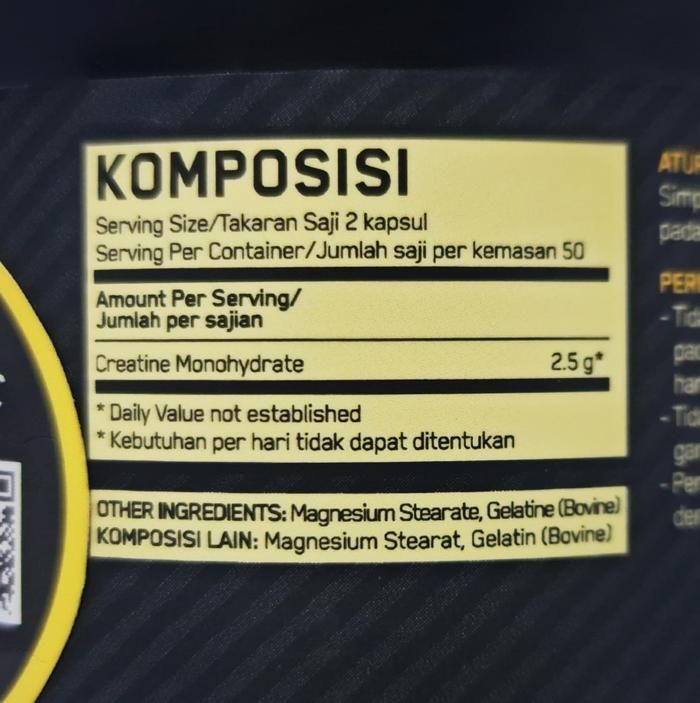 KOMPOSISI
Serving Size/Takaran Saji 2 kapsul
Serving Per Container/Jumlah saji per kemasan 50
Amount Per Serving/
Jumlah per sajian
Creatine Monohydrate 2.5 g*
* Daily Value not established
* Kebutuhan per hari tidak dapat ditentukan
OTHER INGREDIENTS: Magnesium Stearate, Gelatine (Bovine)
KOMPOSISI LAIN: Magnesium Stearat, Gelatin (Bovine)